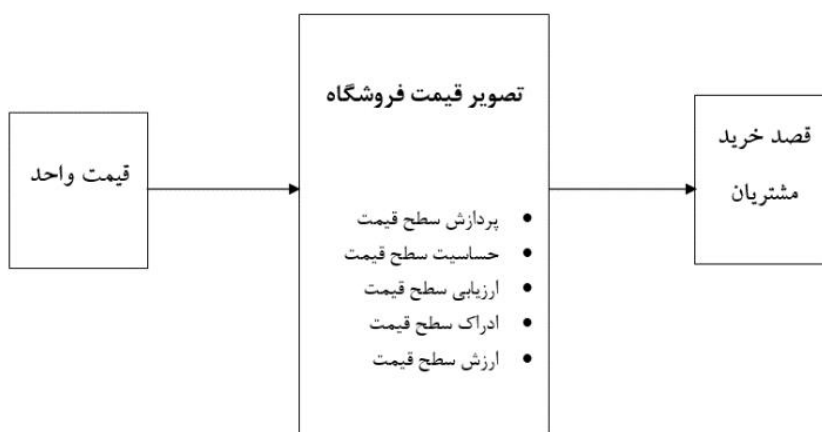 قصد خرید
مشتریان
تصویر قیمت فروشگاه
• پردازش سطح قیمت
• حساسیت سطح قیمت
• ارزیابی سطح قیمت
• ادراک سطح قیمت
• ارزش سطح قیمت
قیمت واحد